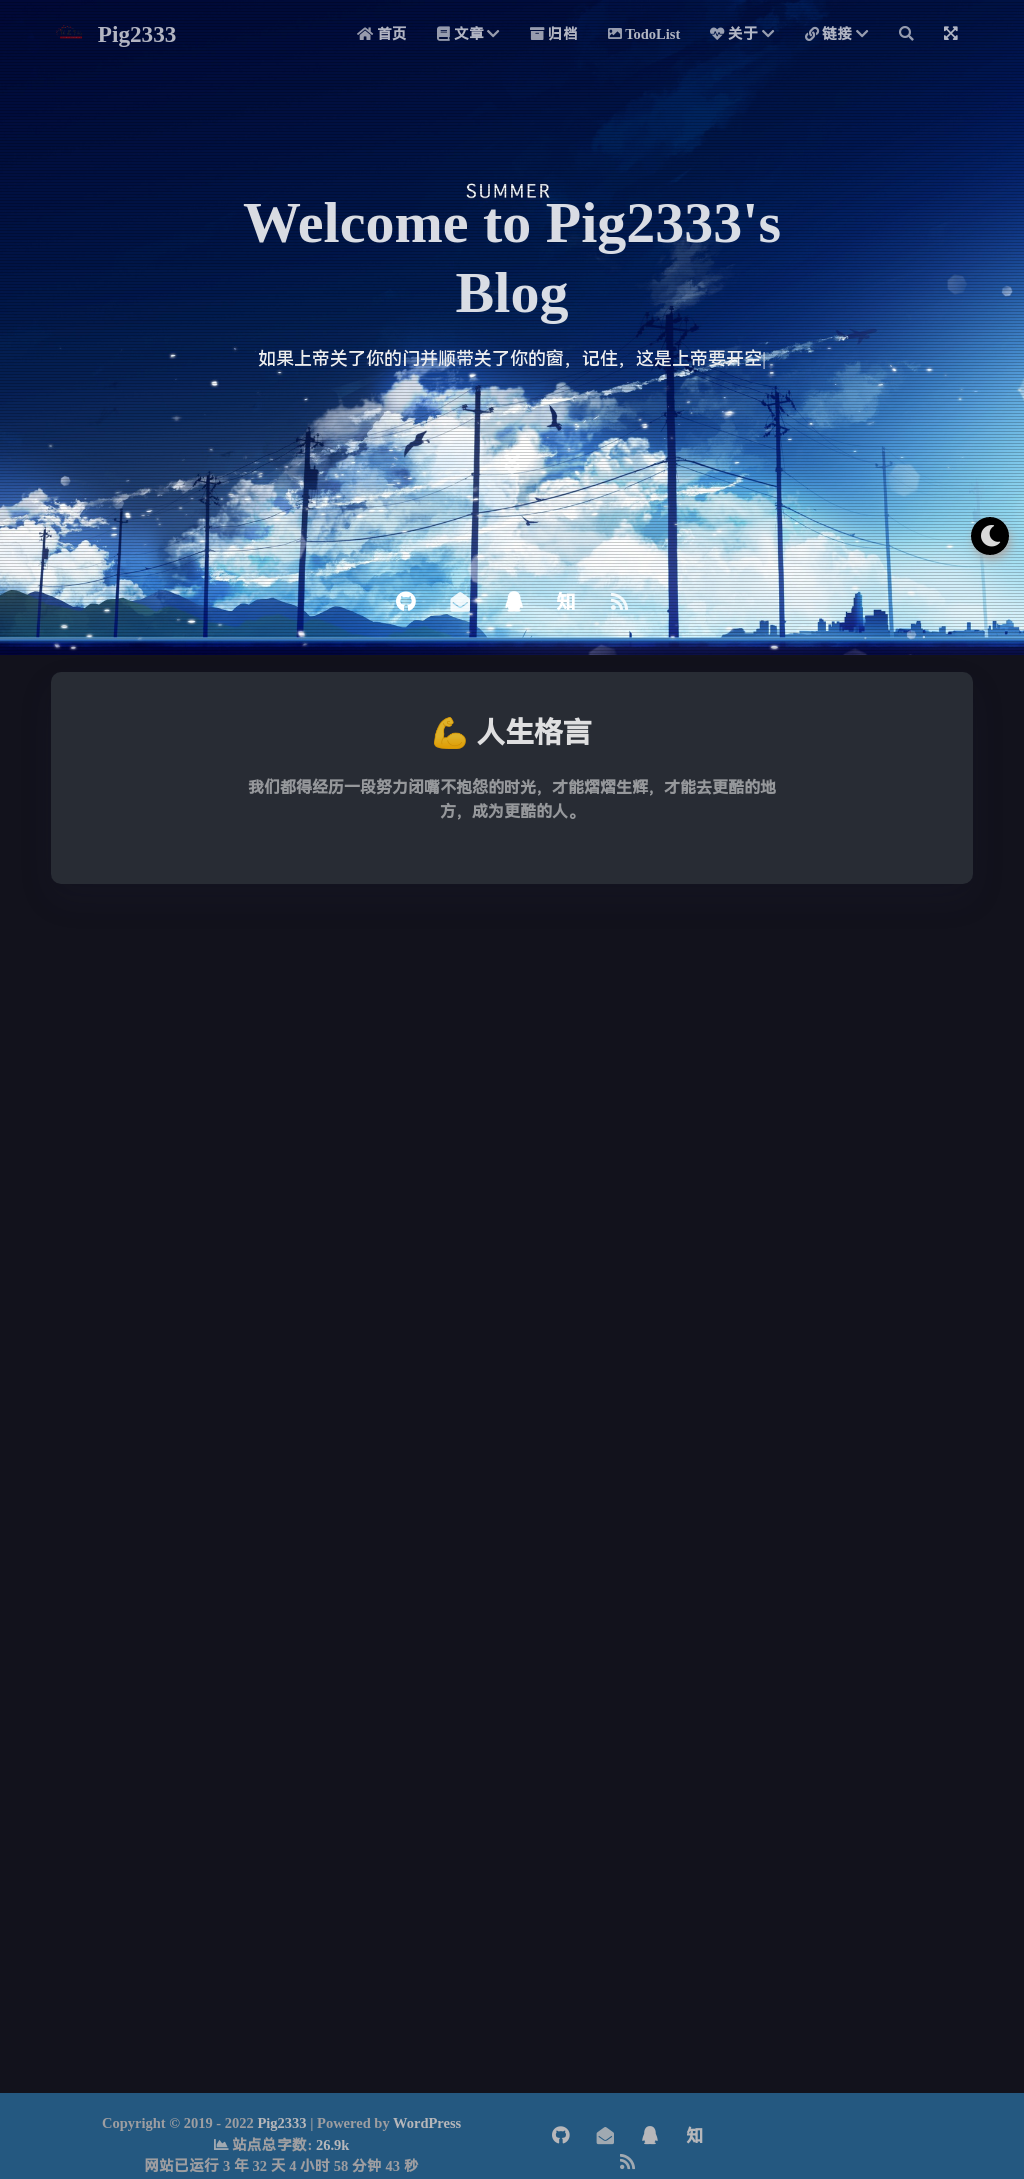 Pig2333
首页 文章 归档 TodoList 关于 链接
SUMMER
Welcome to Pig2333's
Blog
如果上帝关了你的门并顺带关了你的窗，记住，这是上帝要开空|
知
💪 人生格言
我们都得经历一段努力闭嘴不抱怨的时光，才能熠熠生辉，才能去更酷的地
方，成为更酷的人。
Copyright © 2019 - 2022 Pig2333 | Powered by WordPress
站点总字数: 26.9k
网站已运行 3 年 32 天 4 小时 58 分钟 43 秒
知